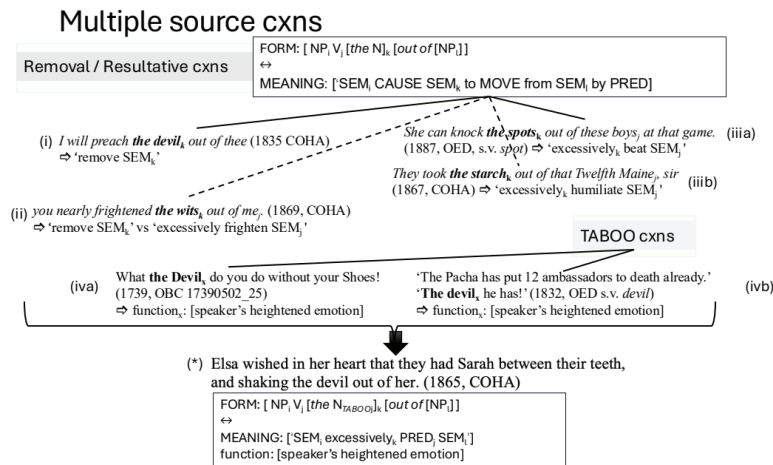 Multiple source cxns
Removal / Resultative cxns
FORM: [ NPᵢ Vⱼ [the N]ₖ [out of [NPₗ] ]
↔
MEANING: ['SEMᵢ CAUSE SEMₖ to MOVE from SEMₗ by PRED]
(i) I will preach the devilₖ out of thee (1835 COHA)
⇨ 'remove SEMₖ'
She can knock the spotsₖ out of these boysⱼ at that game. (iiia)
(1887, OED, s.v. spot) ⇨ 'excessivelyₖ beat SEMⱼ'
They took the starchₖ out of that Twelfth Maineⱼ, sir (iiib)
(1867, COHA) ⇨ 'excessivelyₖ humiliate SEMⱼ'
(ii) you nearly frightened the witsₖ out of meⱼ. (1869, COHA)
⇨ 'remove SEMₖ' vs 'excessively frighten SEMⱼ'
TABOO cxns
(iva) What the Devilₓ do you do without your Shoes!
(1739, OBC 17390502_25)
⇨ functionₓ: [speaker's heightened emotion]
'The Pacha has put 12 ambassadors to death already.'
'The devilₓ he has!' (1832, OED s.v. devil) (ivb)
⇨ functionₓ: [speaker's heightened emotion]
(*) Elsa wished in her heart that they had Sarah between their teeth,
and shaking the devil out of her. (1865, COHA)
FORM: [ NPᵢ Vⱼ [the N_TABOOⱼ]ₖ [out of [NPₗ] ]
↔
MEANING: ['SEMᵢ excessivelyₖ PREDⱼ SEMₗ']
function: [speaker's heightened emotion]